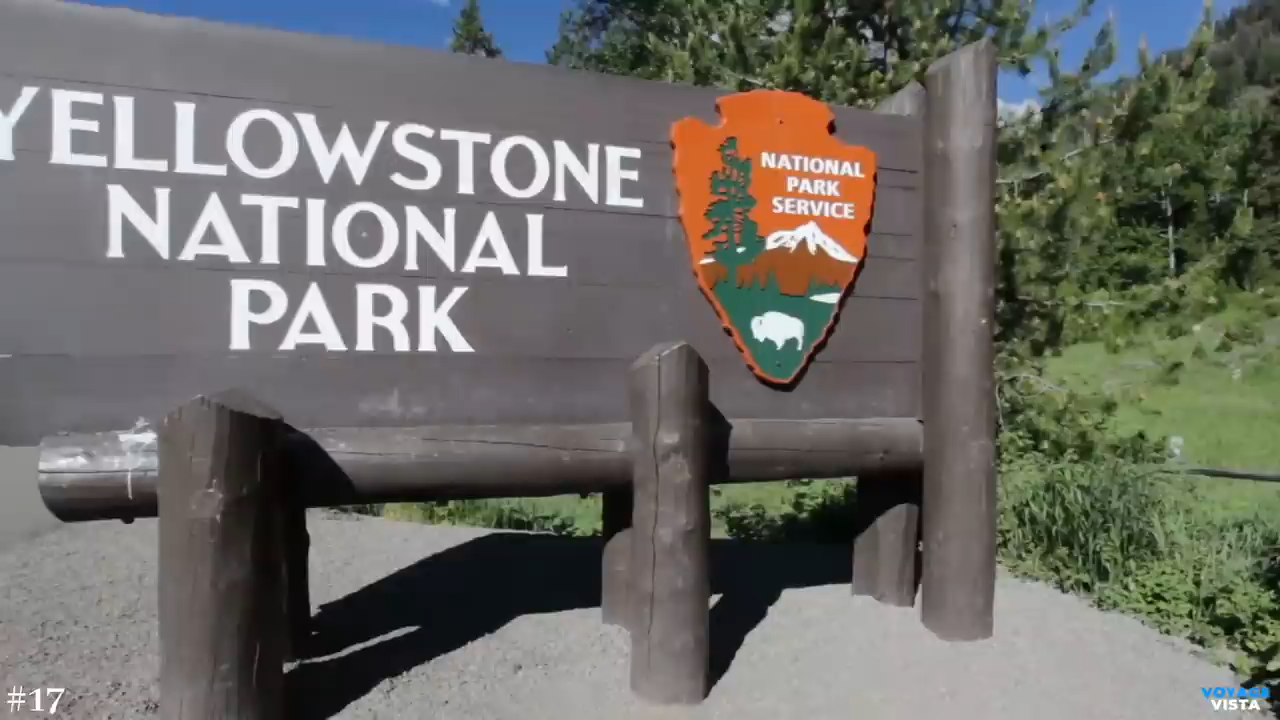 YELLOWSTONE
NATIONAL
PARK
NATIONAL
PARK
SERVICE
#17
VOYAGE
VISTA